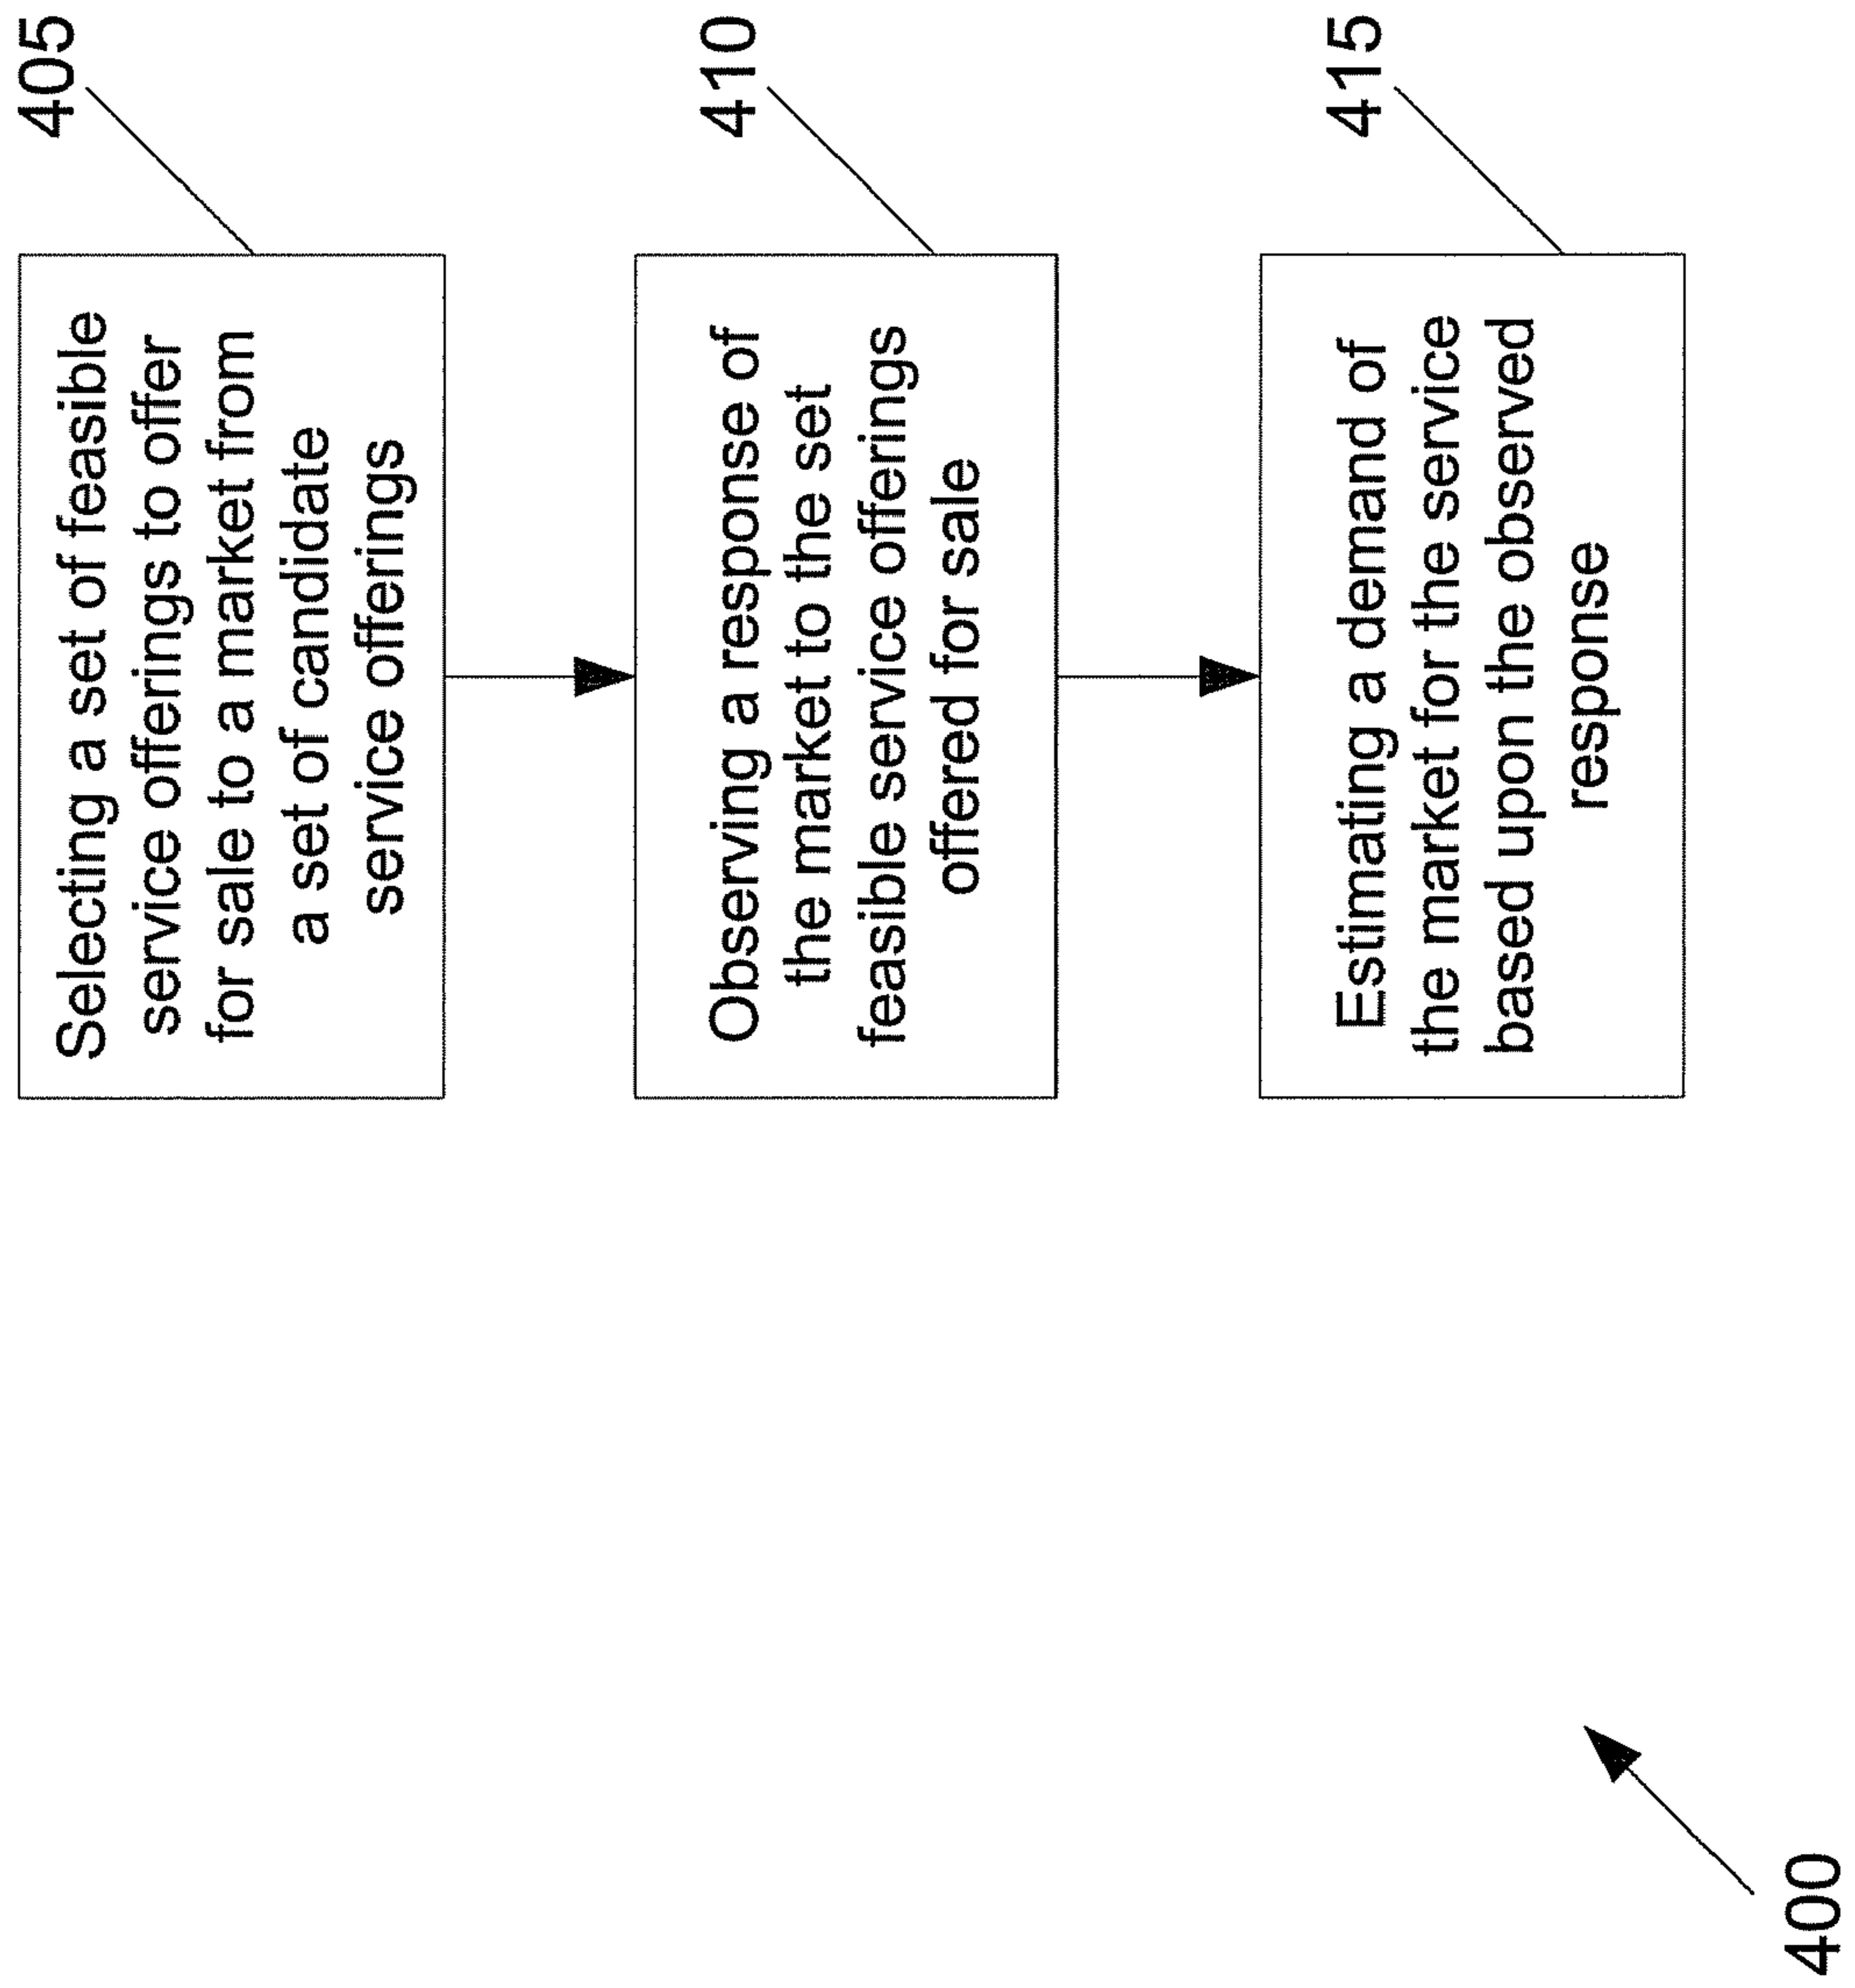 Selecting a set of feasible
service offerings to offer
for sale to a market from
a set of candidate
service offerings
405
Observing a response of
the market to the set
feasible service offerings
offered for sale
410
Estimating a demand of
the market for the service
based upon the observed
response
415
400